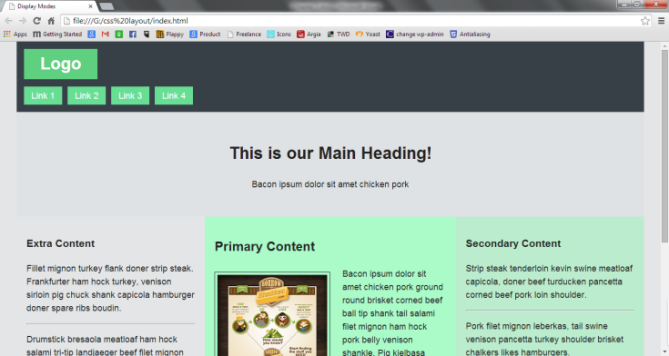 Display Modes
file:///G:/css%20layout/index.html
Apps Getting Started Flappy Product Freelance Icons Argie TWD Yoast change wp-admin Antialiasing
Logo
Link 1 Link 2 Link 3 Link 4
This is our Main Heading!
Bacon ipsum dolor sit amet chicken pork
Extra Content
Fillet mignon turkey flank doner strip steak.
Frankfurter ham hock turkey, venison
sirloin pig chuck shank capicola hamburger
doner spare ribs boudin.
Drumstick bresaola meatloaf ham hock
salami tri-tip landjaeger beef filet mignon
Primary Content
Bacon ipsum dolor sit
amet chicken pork ground
round brisket corned beef
ball tip shank tail salami
filet mignon ham hock
pork belly venison
shankle. Pig kielbasa
Secondary Content
Strip steak tenderloin kevin swine meatloaf
capicola, doner beef turducken pancetta
corned beef pork loin shoulder.
Pork filet mignon leberkas, tail swine
venison pancetta turkey shoulder brisket
chalkers likes hamburgers.